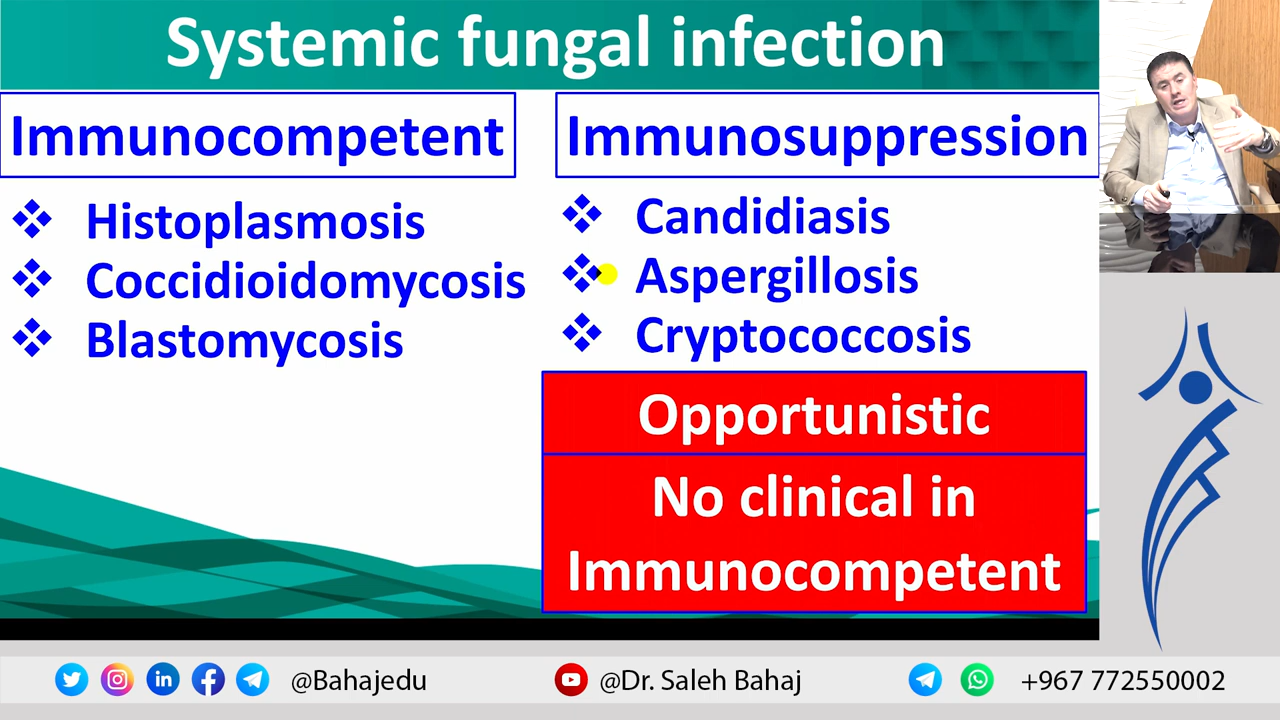 Systemic fungal infection
Immunocompetent
Histoplasmosis
Coccidioidomycosis
Blastomycosis
Immunosuppression
Candidiasis
Aspergillosis
Cryptococcosis
Opportunistic
No clinical in
Immunocompetent
@Bahajedu
@Dr. Saleh Bahaj
+967 772550002